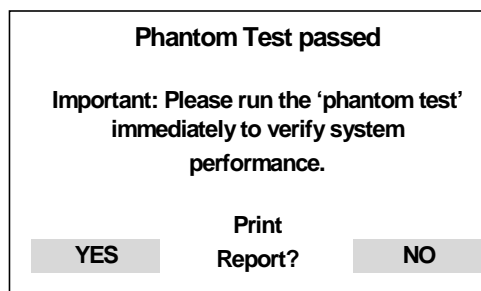 Phantom Test passed
Important: Please run the ‘phantom test’
immediately to verify system
performance.
Print
YES Report? NO